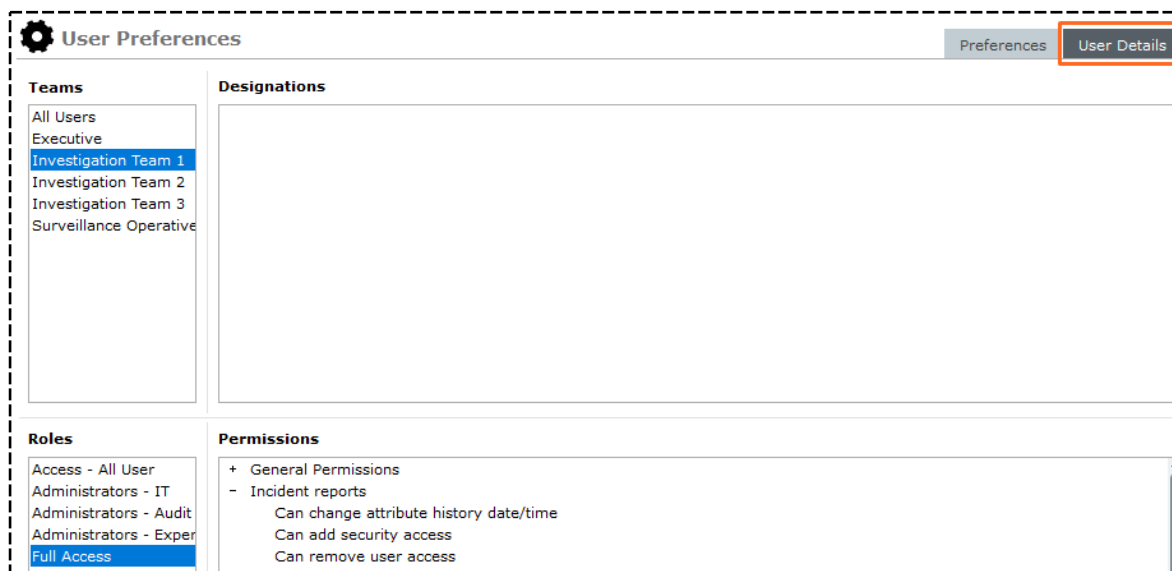 User Preferences
Preferences
User Details
Teams
All Users
Executive
Investigation Team 1
Investigation Team 2
Investigation Team 3
Surveillance Operative
Designations
Roles
Access - All User
Administrators - IT
Administrators - Audit
Administrators - Exper
Full Access
Permissions
+ General Permissions
- Incident reports
Can change attribute history date/time
Can add security access
Can remove user access